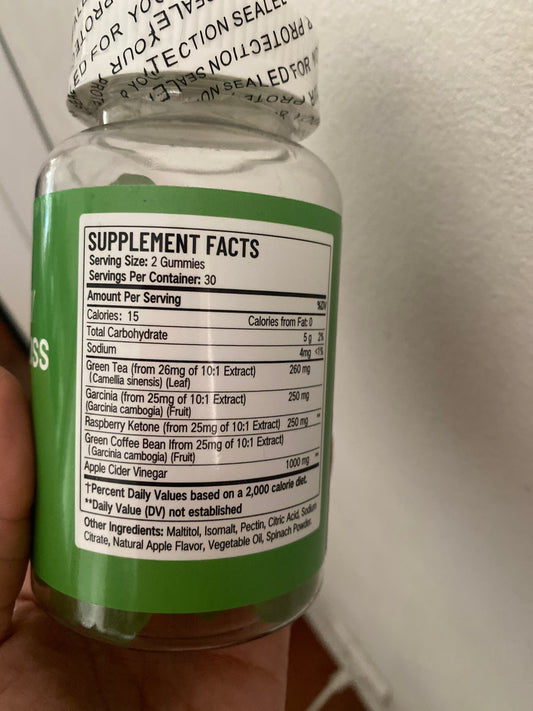 SEALED FOR YOUR PROTECTION
SUPPLEMENT FACTS
Serving Size: 2 Gummies
Servings Per Container: 30
Amount Per Serving %DV
Calories: 15 Calories from Fat: 0
Total Carbohydrate 5 g 2%
Sodium 4mg <1%
Green Tea (from 26mg of 10:1 Extract) 260 mg
(Camellia sinensis) (Leaf)
Garcinia (from 25mg of 10:1 Extract) 250 mg
(Garcinia cambogia) (Fruit)
Raspberry Ketone (from 25mg of 10:1 Extract) 250 mg **
Green Coffee Bean lfrom 25mg of 10:1 Extract)
(Garcinia cambogia) (Fruit)
Apple Cider Vinegar 1000 mg **
†Percent Daily Values based on a 2,000 calorie diet.
**Daily Value (DV) not established
Other Ingredients: Maltitol, Isomalt, Pectin, Citric Acid, Sodium
Citrate, Natural Apple Flavor, Vegetable Oil, Spinach Powder.